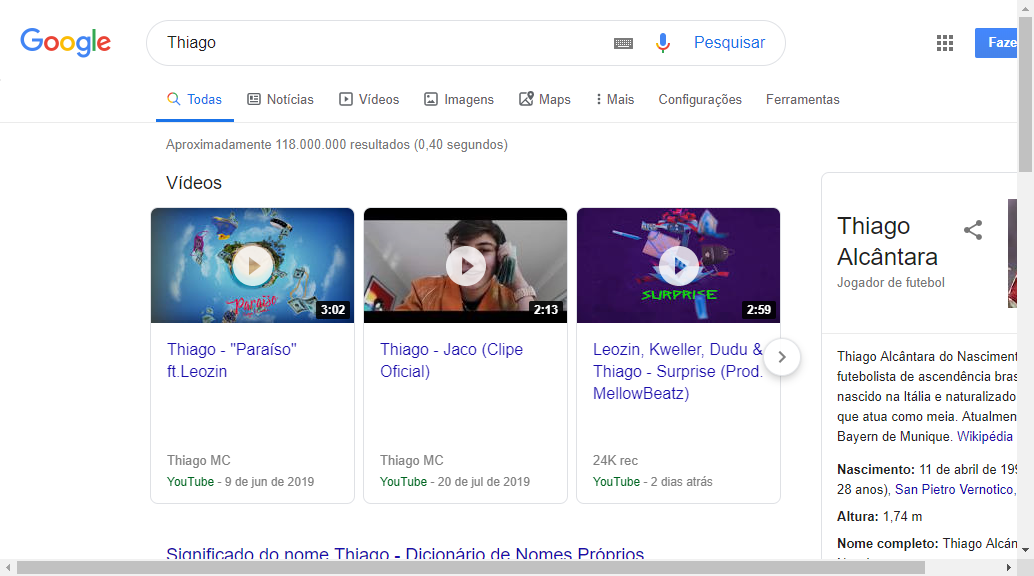 Google
Thiago
Pesquisar
Faze
Todas
Notícias
Vídeos
Imagens
Maps
Mais
Configurações
Ferramentas
Aproximadamente 118.000.000 resultados (0,40 segundos)
Vídeos
Paraíso
3:02
2:13
SURPRISE
2:59
Thiago - "Paraíso"
ft.Leozin
Thiago MC
YouTube - 9 de jun de 2019
Thiago - Jaco (Clipe
Oficial)
Thiago MC
YouTube - 20 de jul de 2019
Leozin, Kweller, Dudu &
Thiago - Surprise (Prod.
MellowBeatz)
24K rec
YouTube - 2 dias atrás
Significado do nome Thiago - Dicionário de Nomes Próprios
Thiago
Alcântara
Jogador de futebol
Thiago Alcântara do Nasciment
futebolista de ascendência bras
nascido na Itália e naturalizado
que atua como meia. Atualmen
Bayern de Munique. Wikipédia
Nascimento: 11 de abril de 199
28 anos), San Pietro Vernotico,
Altura: 1,74 m
Nome completo: Thiago Alcân